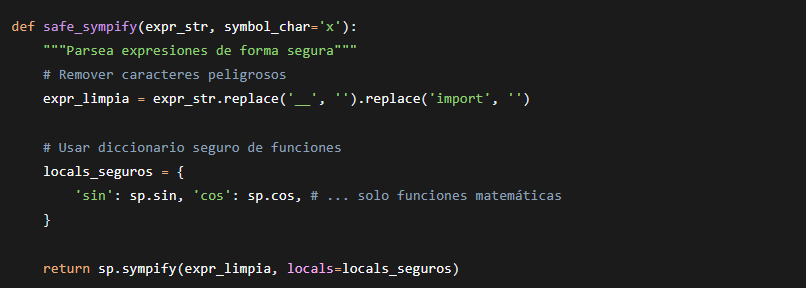 def safe_sympify(expr_str, symbol_char='x'):
    """Parsea expresiones de forma segura"""
    # Remover caracteres peligrosos
    expr_limpia = expr_str.replace('__', '').replace('import', '')
    # Usar diccionario seguro de funciones
    locals_seguros = {
        'sin': sp.sin, 'cos': sp.cos, # ... solo funciones matemáticas
    }
    return sp.sympify(expr_limpia, locals=locals_seguros)